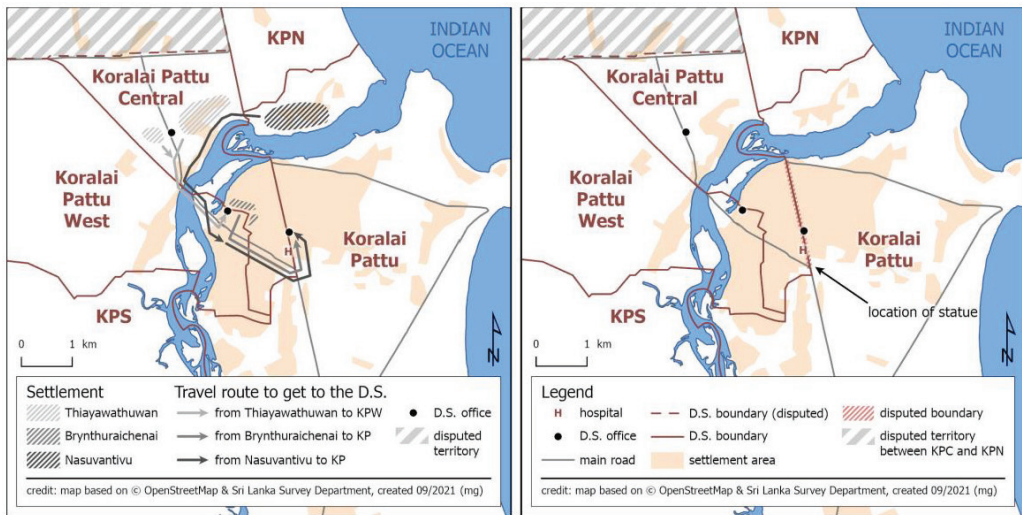 KPN
INDIAN
OCEAN
Koralai Pattu
Central
Koralai
Pattu
West
Koralai
Pattu
H
KPS
0 1 km
N
Settlement
Thiayawathuwan
Brynthuraichenai
Nasuvantivu
Travel route to get to the D.S.
from Thiayawathuwan to KPW
from Brynthuraichenai to KP
from Nasuvantivu to KP
D.S. office
disputed
territory
credit: map based on © OpenStreetMap & Sri Lanka Survey Department, created 09/2021 (mg)
KPN
INDIAN
OCEAN
Koralai Pattu
Central
Koralai
Pattu
West
Koralai
Pattu
H
location of statue
KPS
0 1 km
N
Legend
H hospital
D.S. office
main road
D.S. boundary (disputed)
D.S. boundary
settlement area
disputed boundary
disputed territory
between KPC and KPN
credit: map based on © OpenStreetMap & Sri Lanka Survey Department, created 09/2021 (mg)